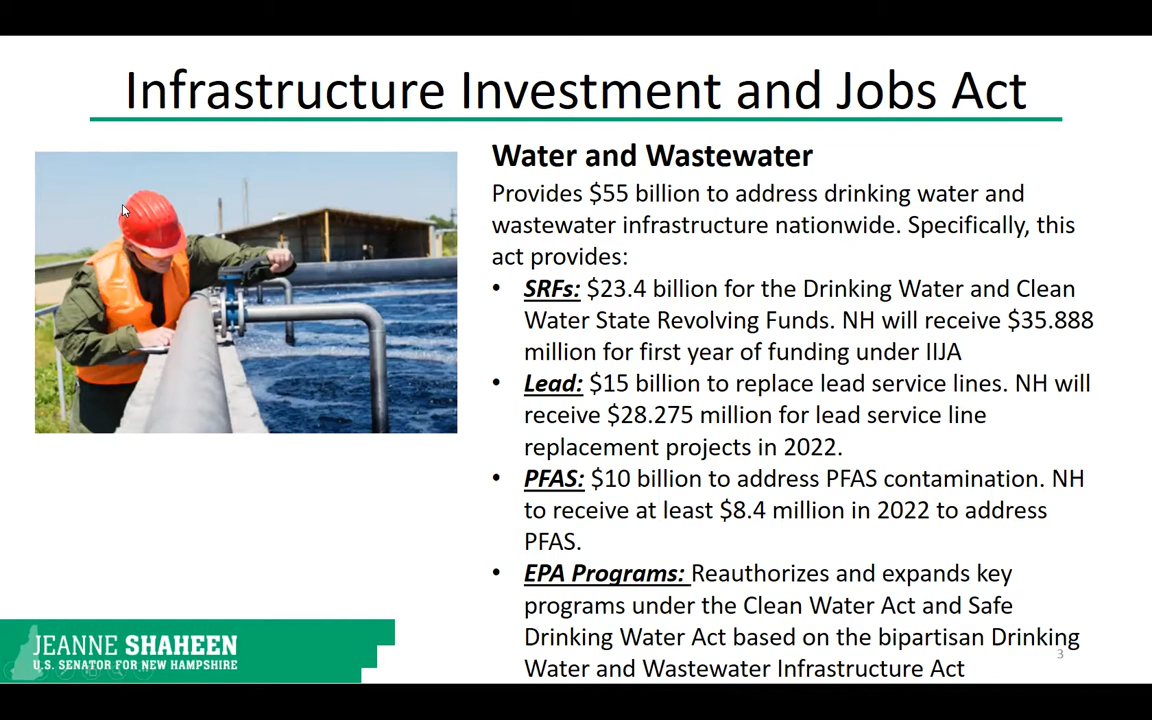 Infrastructure Investment and Jobs Act
Water and Wastewater
Provides $55 billion to address drinking water and
wastewater infrastructure nationwide. Specifically, this
act provides:
• SRFs: $23.4 billion for the Drinking Water and Clean
Water State Revolving Funds. NH will receive $35.888
million for first year of funding under IIJA
• Lead: $15 billion to replace lead service lines. NH will
receive $28.275 million for lead service line
replacement projects in 2022.
• PFAS: $10 billion to address PFAS contamination. NH
to receive at least $8.4 million in 2022 to address
PFAS.
• EPA Programs: Reauthorizes and expands key
programs under the Clean Water Act and Safe
Drinking Water Act based on the bipartisan Drinking
Water and Wastewater Infrastructure Act
JEANNE SHAHEEN
U.S. SENATOR FOR NEW HAMPSHIRE
3